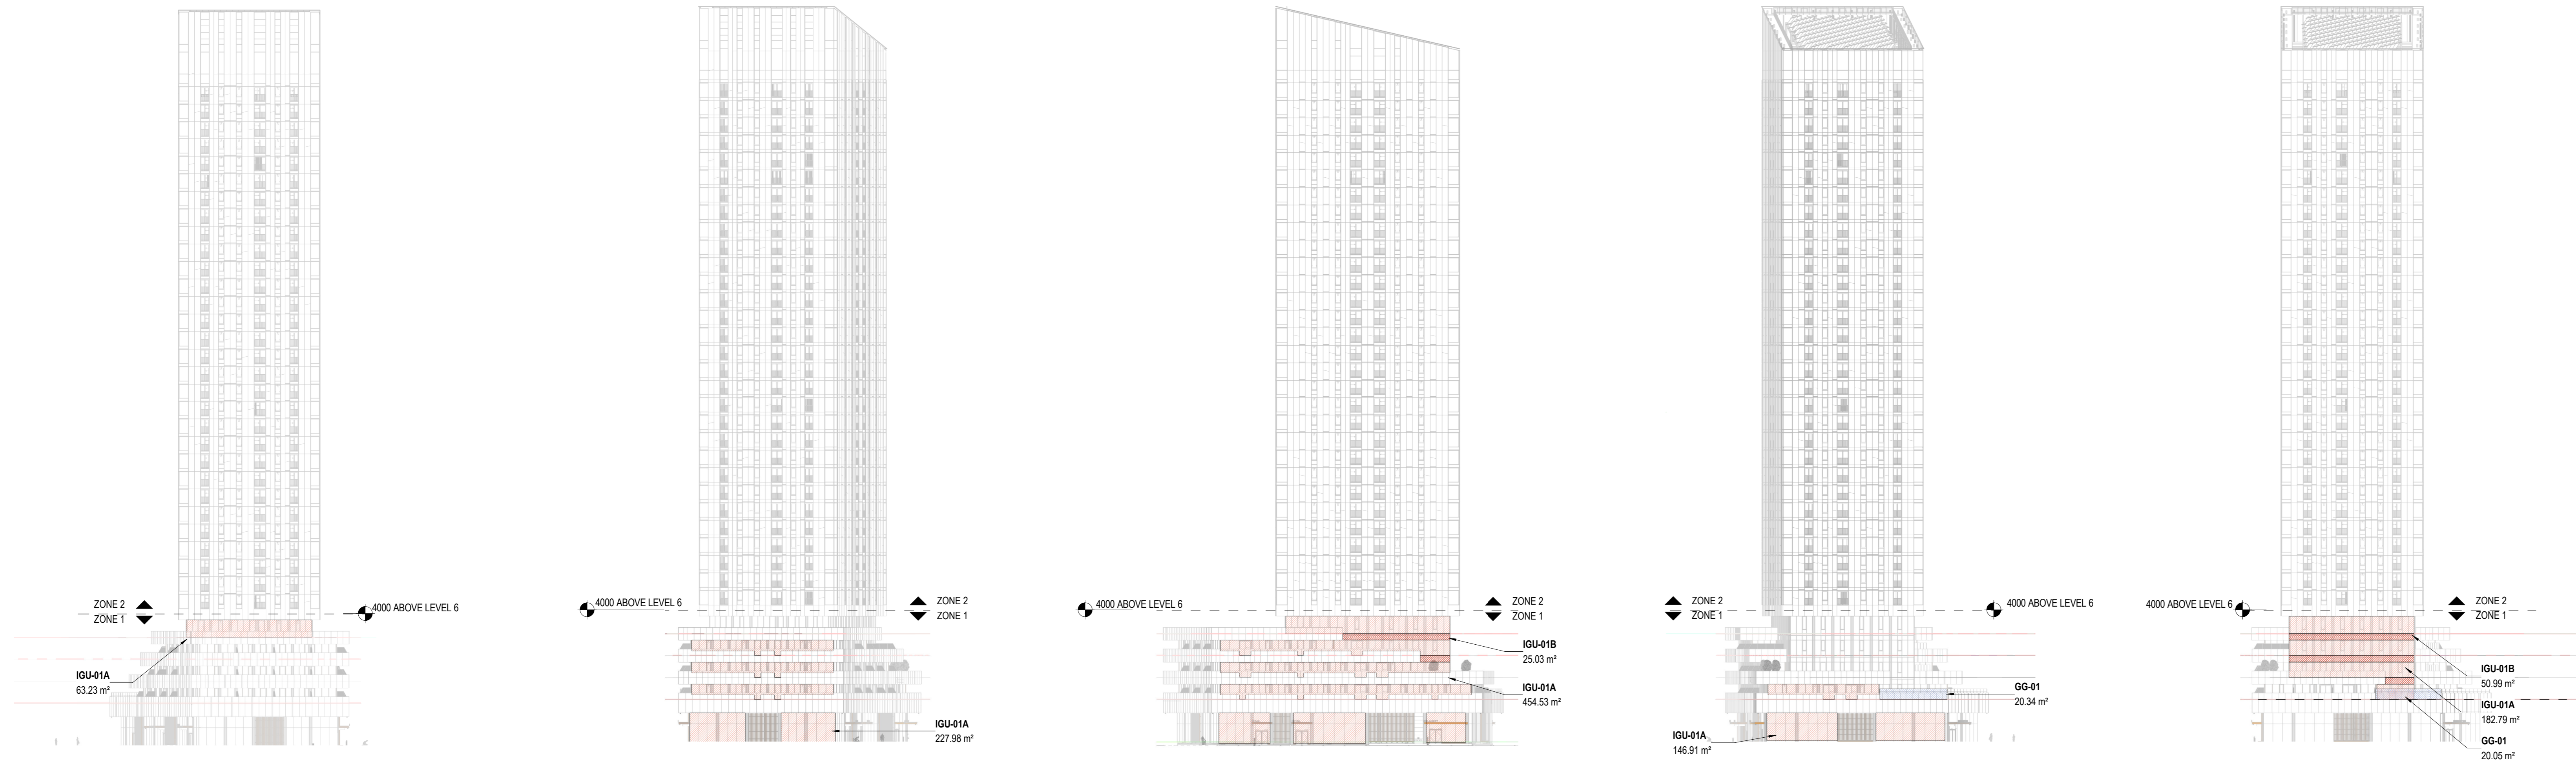 ZONE 2
ZONE 1
4000 ABOVE LEVEL 6
IGU-01A
63.23 m²
4000 ABOVE LEVEL 6
ZONE 2
ZONE 1
IGU-01A
227.98 m²
4000 ABOVE LEVEL 6
ZONE 2
ZONE 1
IGU-01B
25.03 m²
IGU-01A
454.53 m²
ZONE 2
ZONE 1
4000 ABOVE LEVEL 6
GG-01
20.34 m²
IGU-01A
146.91 m²
4000 ABOVE LEVEL 6
ZONE 2
ZONE 1
IGU-01B
50.99 m²
IGU-01A
182.79 m²
GG-01
20.05 m²